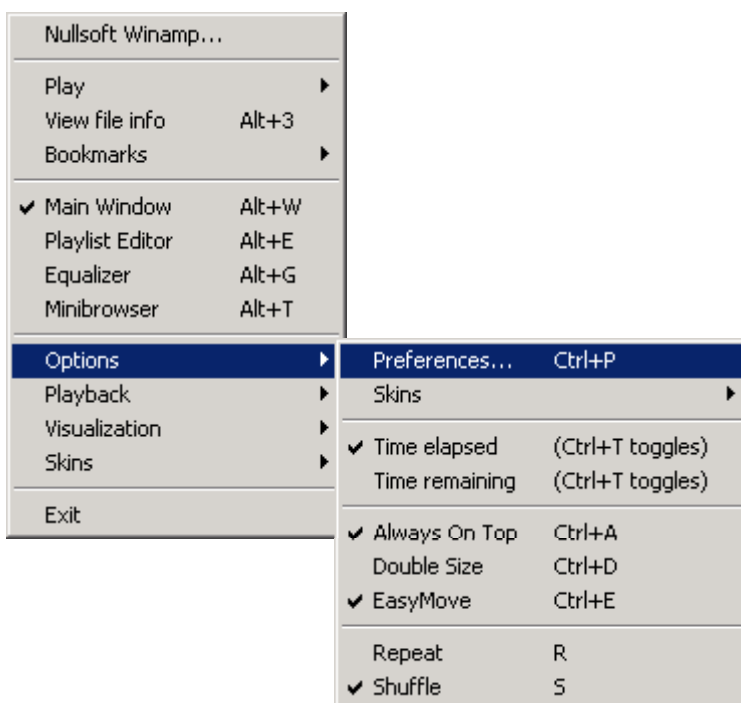 Nullsoft Winamp...
Play
View file info Alt+3
Bookmarks
Main Window Alt+W
Playlist Editor Alt+E
Equalizer Alt+G
Minibrowser Alt+T
Options
Playback
Visualization
Skins
Exit
Preferences... Ctrl+P
Skins
Time elapsed (Ctrl+T toggles)
Time remaining (Ctrl+T toggles)
Always On Top Ctrl+A
Double Size Ctrl+D
EasyMove Ctrl+E
Repeat R
Shuffle S